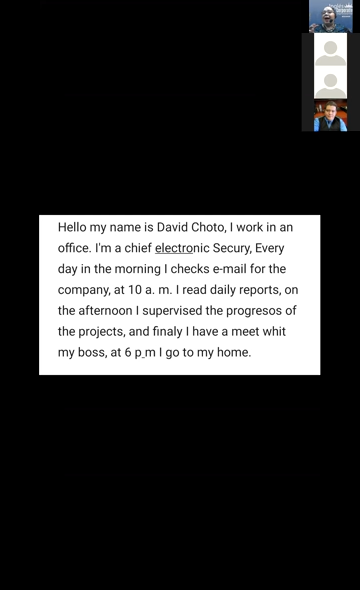 Hello my name is David Choto, I work in an
office. I'm a chief electronic Secury, Every
day in the morning I checks e-mail for the
company, at 10 a. m. I read daily reports, on
the afternoon I supervised the progresos of
the projects, and finaly I have a meet whit
my boss, at 6 p_m I go to my home.